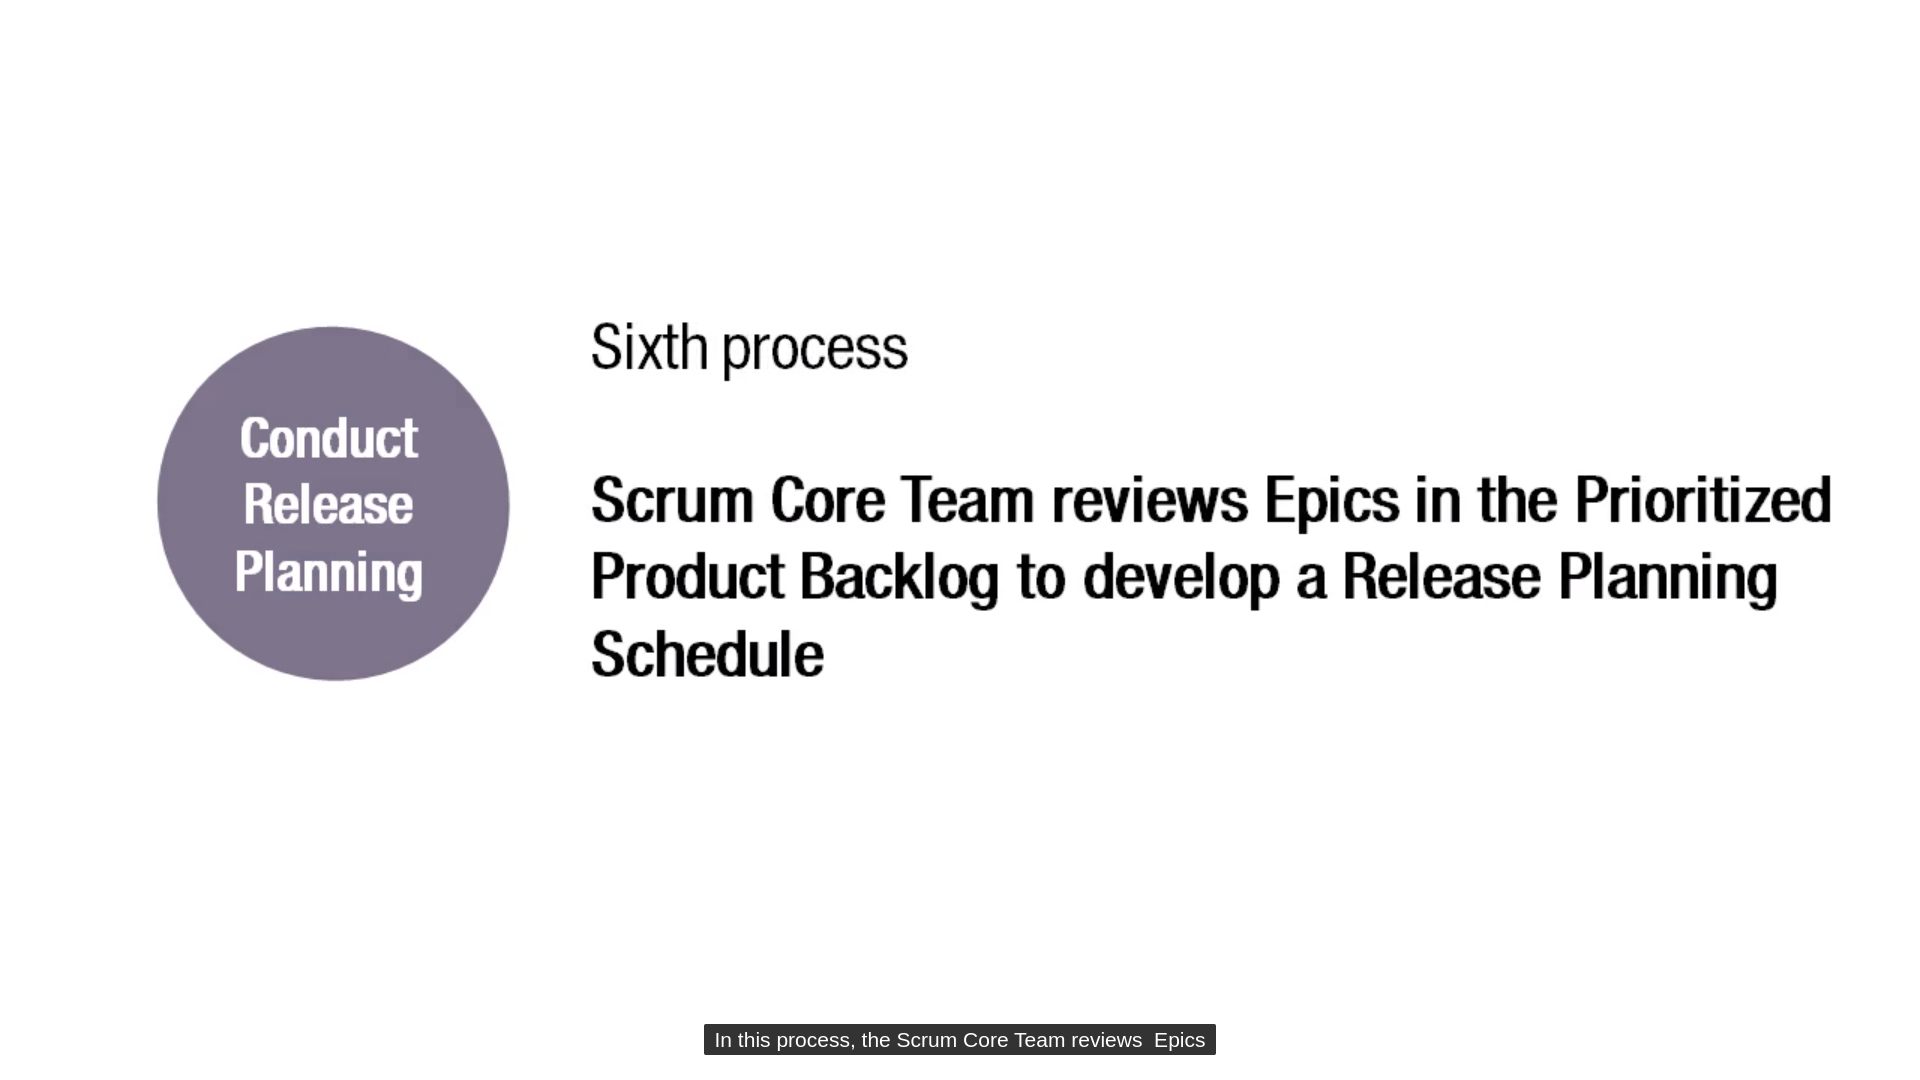 Conduct
Release
Planning
Sixth process
Scrum Core Team reviews Epics in the Prioritized
Product Backlog to develop a Release Planning
Schedule
In this process, the Scrum Core Team reviews  Epics